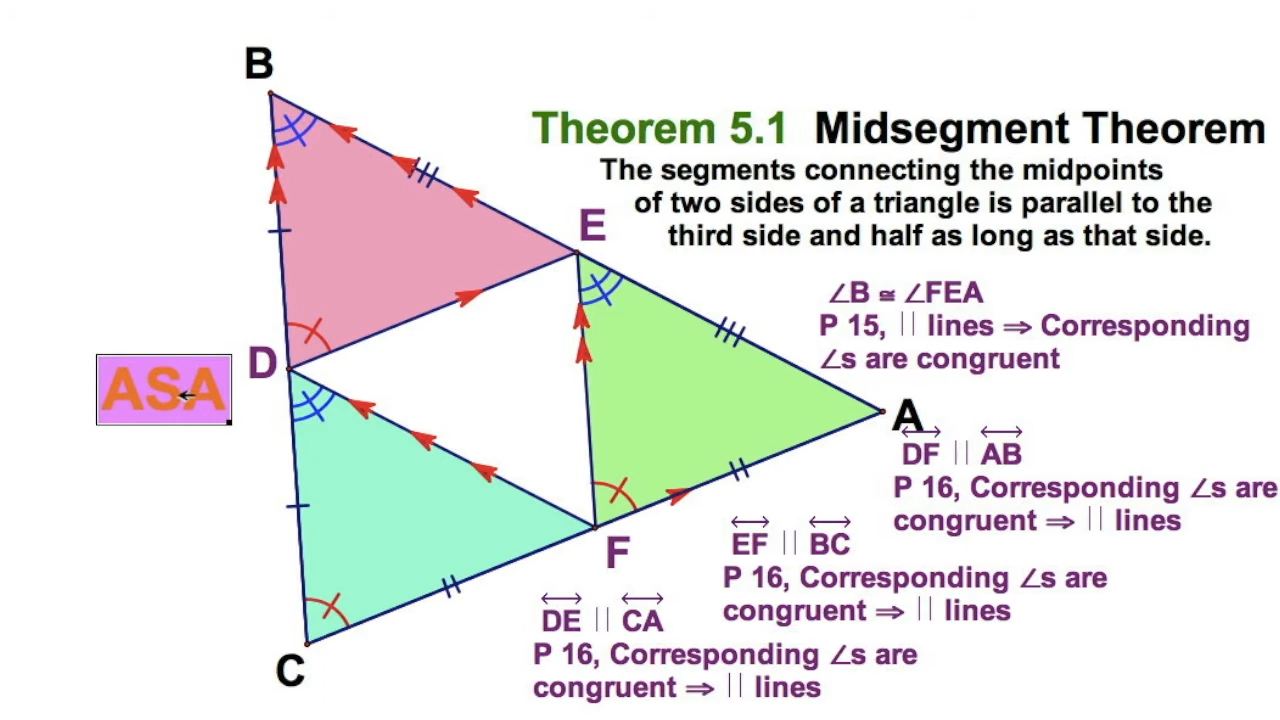 B
Theorem 5.1 Midsegment Theorem
The segments connecting the midpoints
of two sides of a triangle is parallel to the
third side and half as long as that side.
E
∠B ≅ ∠FEA
P 15, || lines ⇒ Corresponding
∠s are congruent
D
ASA
A
DF || AB
P 16, Corresponding ∠s are
congruent ⇒ || lines
EF || BC
P 16, Corresponding ∠s are
congruent ⇒ || lines
F
DE || CA
P 16, Corresponding ∠s are
congruent ⇒ || lines
C